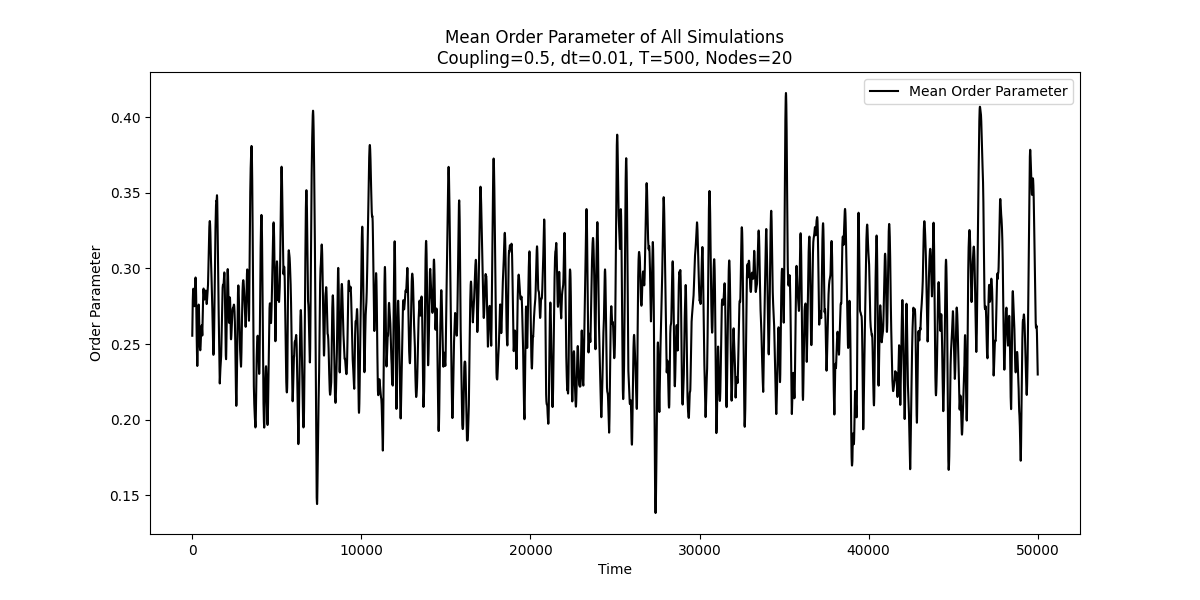 Mean Order Parameter of All Simulations
Coupling=0.5, dt=0.01, T=500, Nodes=20
Mean Order Parameter
0.40
0.35
0.30
0.25
0.20
0.15
Order Parameter
0 10000 20000 30000 40000 50000
Time